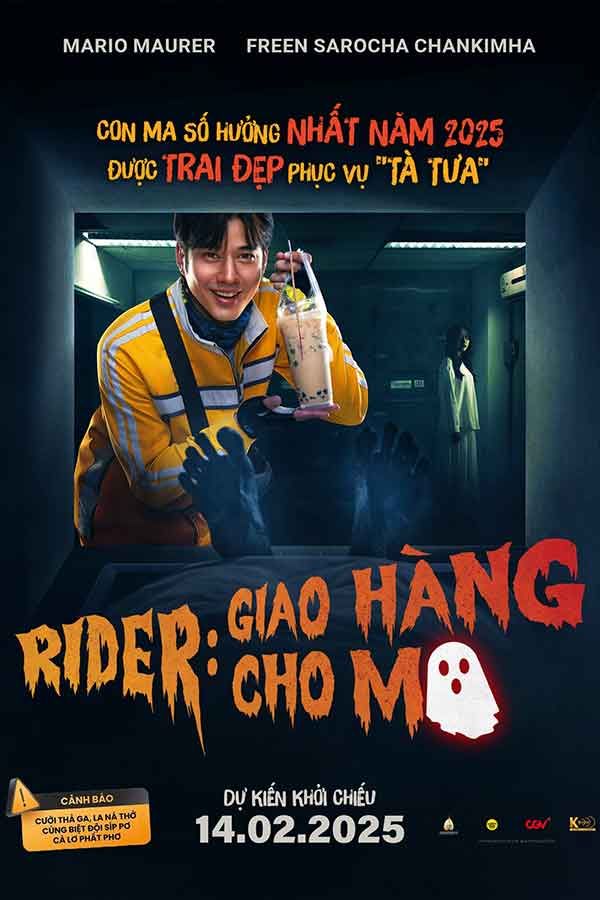 MARIO MAURER FREEN SAROCHA CHANKIMHA
CON MA SỐ HƯỞNG NHẤT NĂM 2025
ĐƯỢC TRAI ĐẸP PHỤC VỤ "TÀ TƯA"
RIDER: GIAO HÀNG
CHO M
CẢNH BÁO
CƯỜI THẢ GA, LA NÁ THỞ
CÙNG BIỆT ĐỘI SÍP PƠ
CÀ LƠ PHẤT PHƠ
DỰ KIẾN KHỞI CHIẾU
14.02.2025
CGV
K